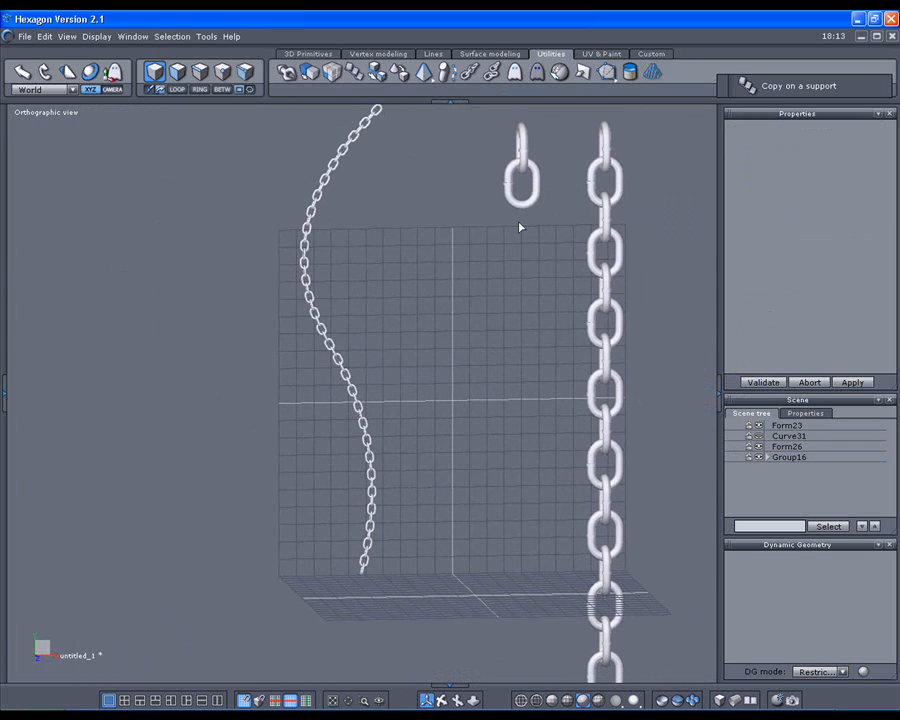 Hexagon Version 2.1
File Edit View Display Window Selection Tools Help
18:13
3D Primitives Vertex modeling Lines Surface modeling Utilities UV & Paint Custom
World XYZ CAMERA LOOP RING BETW
Copy on a support
Orthographic view
Properties
Validate Abort Apply
Scene
Scene tree Properties
Form23
Curve31
Form26
Group16
Select
Dynamic Geometry
Y
Z
untitled_1 *
DG mode: Restric...